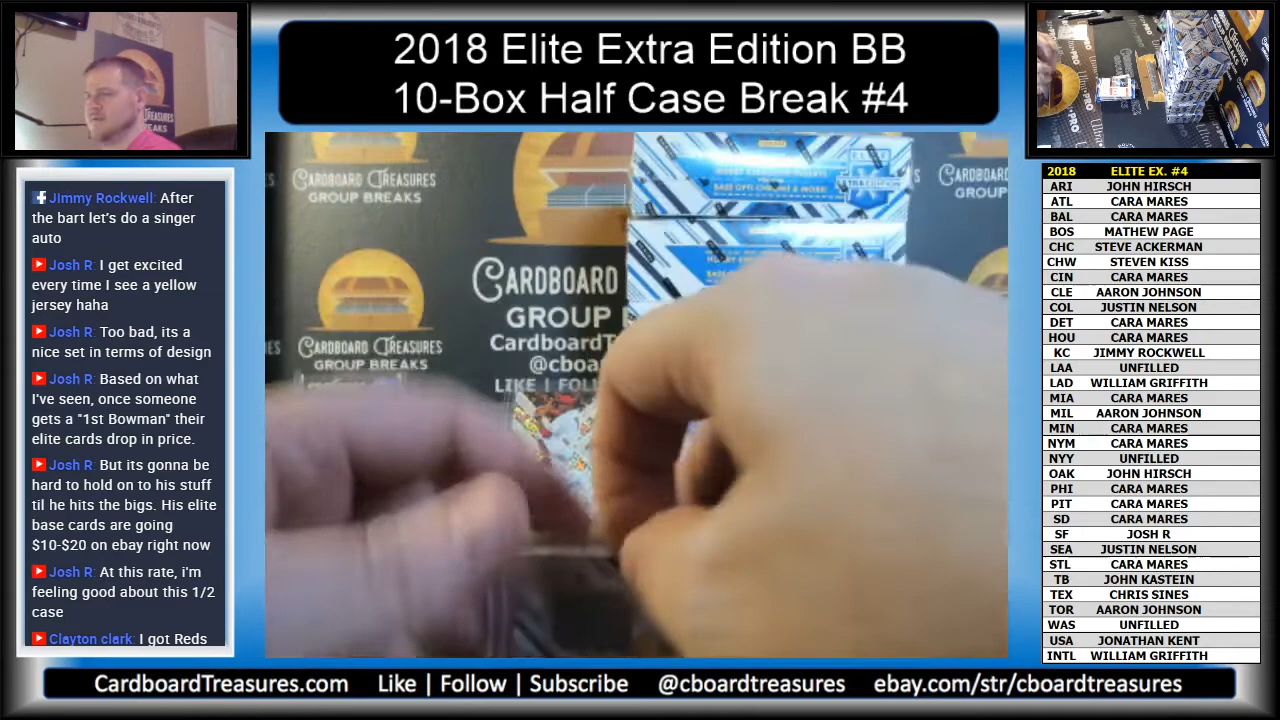 2018 Elite Extra Edition BB
10-Box Half Case Break #4
Jimmy Rockwell: After
the bart let's do a singer
auto
Josh R: I get excited
every time I see a yellow
jersey haha
Josh R: Too bad, its a
nice set in terms of design
Josh R: Based on what
I've seen, once someone
gets a "1st Bowman" their
elite cards drop in price.
Josh R: But its gonna be
hard to hold on to his stuff
til he hits the bigs. His elite
base cards are going
$10-$20 on ebay right now
Josh R: At this rate, i'm
feeling good about this 1/2
case
Clayton clark: I got Reds
CARDBOARD TREASURES
GROUP BREAKS
CARDBOARD TREASURES
GROUP BREAKS
CARDBOARD
GROUP
CardboardT
@cboa
LIKE | FOLL
2018 ELITE EX. #4
ARI JOHN HIRSCH
ATL CARA MARES
BAL CARA MARES
BOS MATHEW PAGE
CHC STEVE ACKERMAN
CHW STEVEN KISS
CIN CARA MARES
CLE AARON JOHNSON
COL JUSTIN NELSON
DET CARA MARES
HOU CARA MARES
KC JIMMY ROCKWELL
LAA UNFILLED
LAD WILLIAM GRIFFITH
MIA CARA MARES
MIL AARON JOHNSON
MIN CARA MARES
NYM CARA MARES
NYY UNFILLED
OAK JOHN HIRSCH
PHI CARA MARES
PIT CARA MARES
SD CARA MARES
SF JOSH R
SEA JUSTIN NELSON
STL CARA MARES
TB JOHN KASTEIN
TEX CHRIS SINES
TOR AARON JOHNSON
WAS UNFILLED
USA JONATHAN KENT
INTL WILLIAM GRIFFITH
CardboardTreasures.com Like | Follow | Subscribe @cboardtreasures ebay.com/str/cboardtreasures